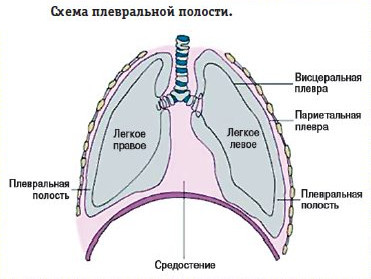 Схема плевральной полости.
Висцеральная
плевра
Париетальная
плевра
Легкое
правое
Легкое
левое
Плевральная
полость
Плевральная
полость
Средостение